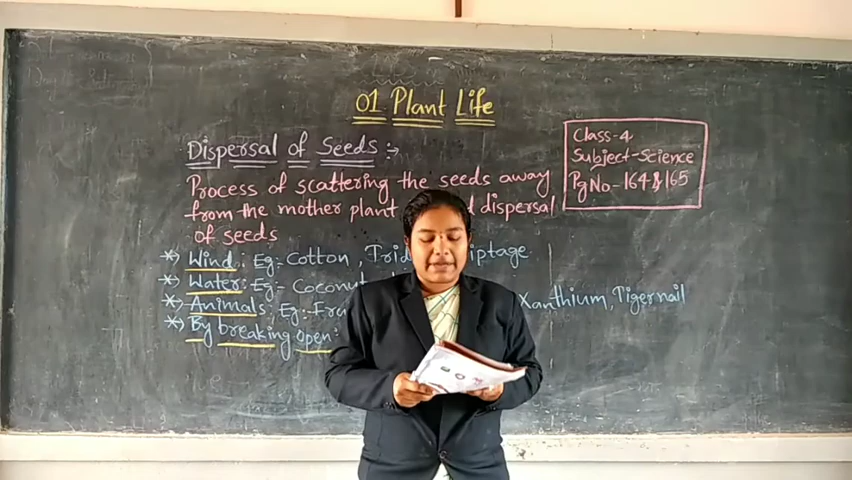 01 Plant Life
Class-4
Subject-Science
Pg No-164 & 165
Dispersal of Seeds :→
Process of scattering the seeds away
from the mother plant dispersal
of seeds
*) Wind: Eg:- Cotton,
*) Water: Eg:- Coconut
*) Animals: Eg:- Xanthium, Tigernail
*) By breaking open: